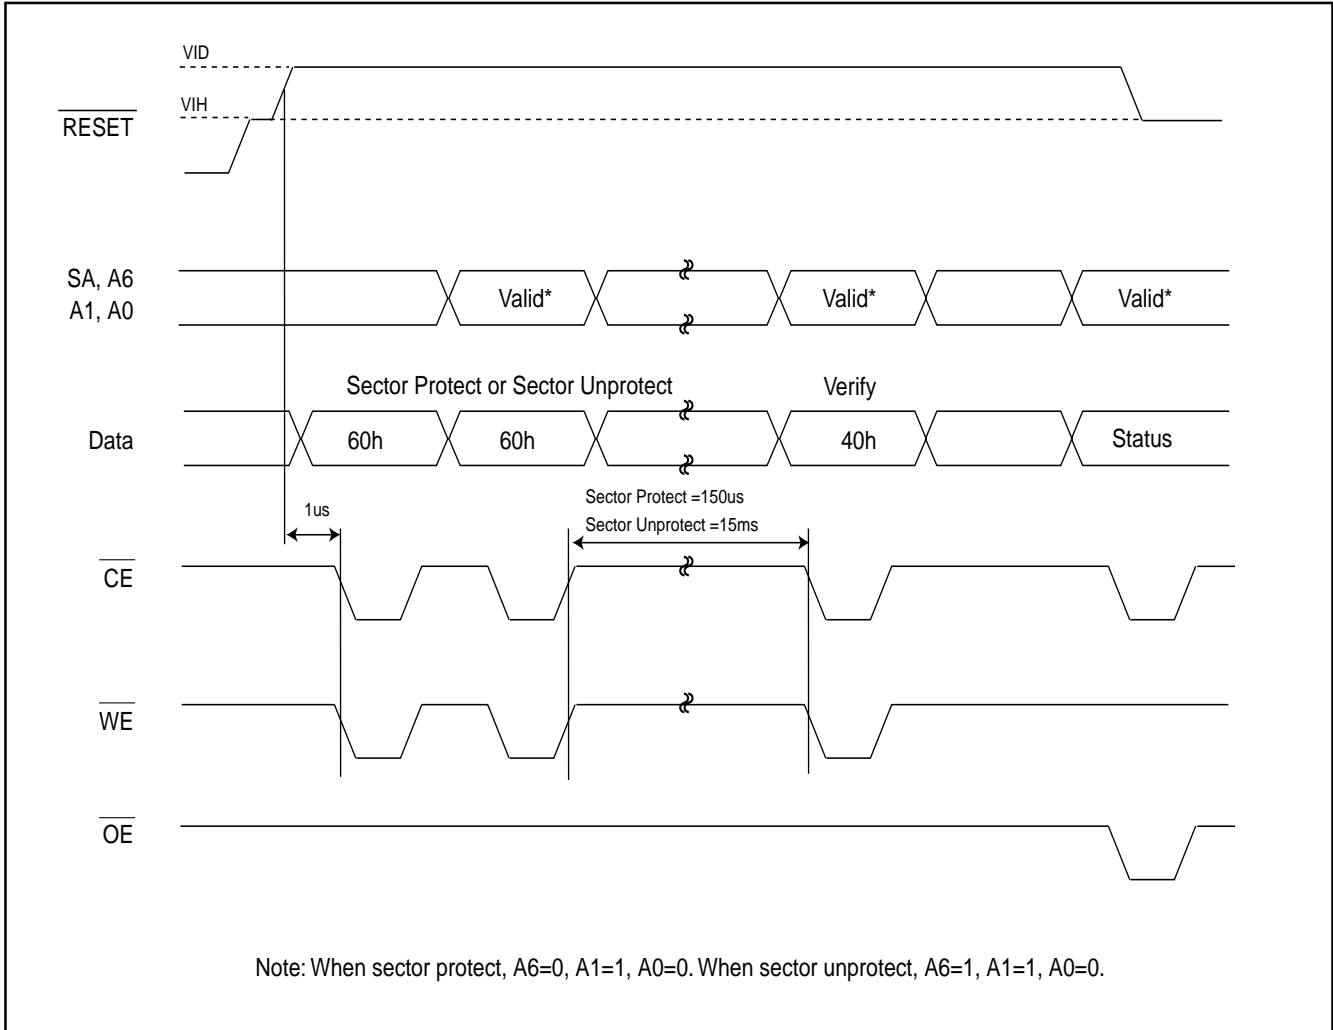 VID
VIH
RESET
SA, A6
A1, A0
Valid*
Valid*
Valid*
Sector Protect or Sector Unprotect
Verify
Data
60h
60h
40h
Status
1us
Sector Protect =150us
Sector Unprotect =15ms
CE
WE
OE
Note: When sector protect, A6=0, A1=1, A0=0. When sector unprotect, A6=1, A1=1, A0=0.